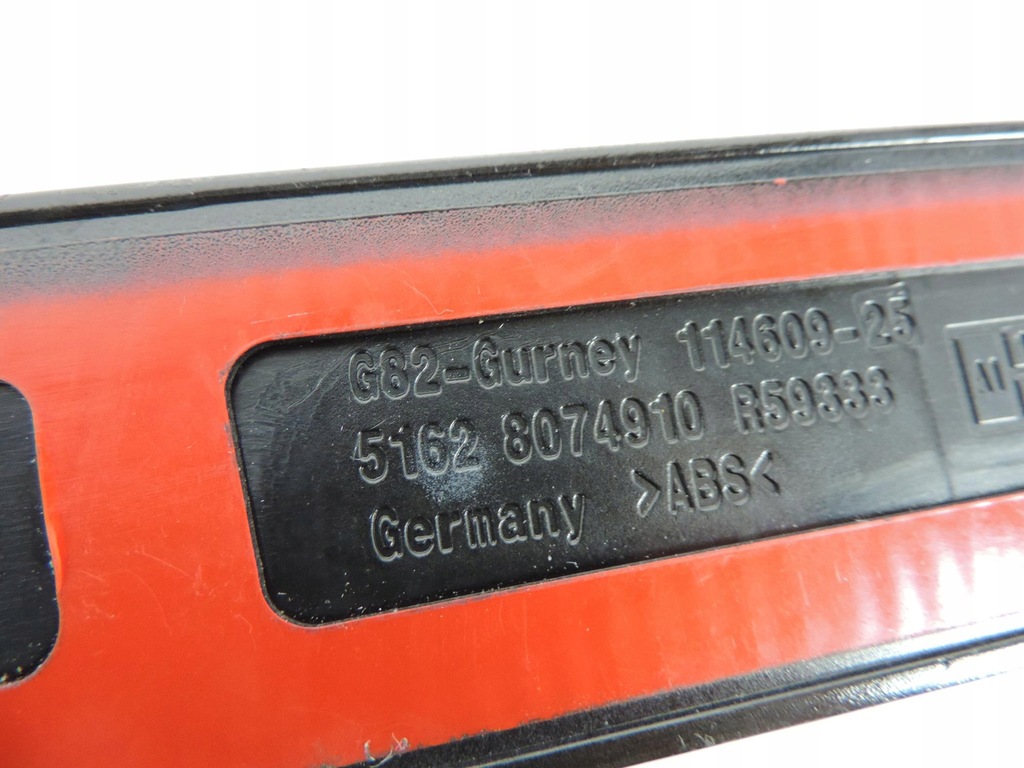 G82-Gurney 114609-25
5162 8074910 R59333
Germany >ABS<